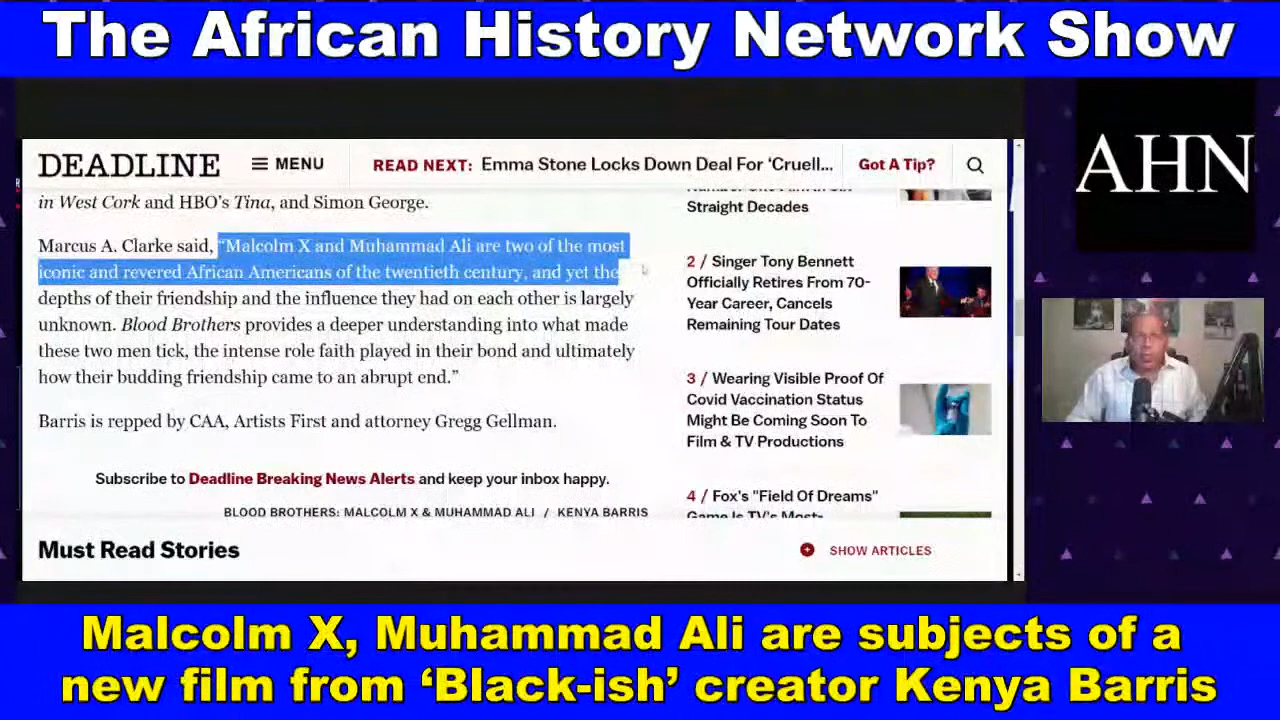 The African History Network Show
AHN
DEADLINE
MENU
READ NEXT: Emma Stone Locks Down Deal For ‘Cruell...
Got A Tip?
in West Cork and HBO’s Tina, and Simon George.
Marcus A. Clarke said, “Malcolm X and Muhammad Ali are two of the most
iconic and revered African Americans of the twentieth century, and yet the
depths of their friendship and the influence they had on each other is largely
unknown. Blood Brothers provides a deeper understanding into what made
these two men tick, the intense role faith played in their bond and ultimately
how their budding friendship came to an abrupt end.”
Barris is repped by CAA, Artists First and attorney Gregg Gellman.
Subscribe to Deadline Breaking News Alerts and keep your inbox happy.
BLOOD BROTHERS: MALCOLM X & MUHAMMAD ALI / KENYA BARRIS
Straight Decades
2 / Singer Tony Bennett
Officially Retires From 70-
Year Career, Cancels
Remaining Tour Dates
3 / Wearing Visible Proof Of
Covid Vaccination Status
Might Be Coming Soon To
Film & TV Productions
4 / Fox's "Field Of Dreams"
Game Is TV's Most-
Must Read Stories
SHOW ARTICLES
Malcolm X, Muhammad Ali are subjects of a
new film from ‘Black-ish’ creator Kenya Barris